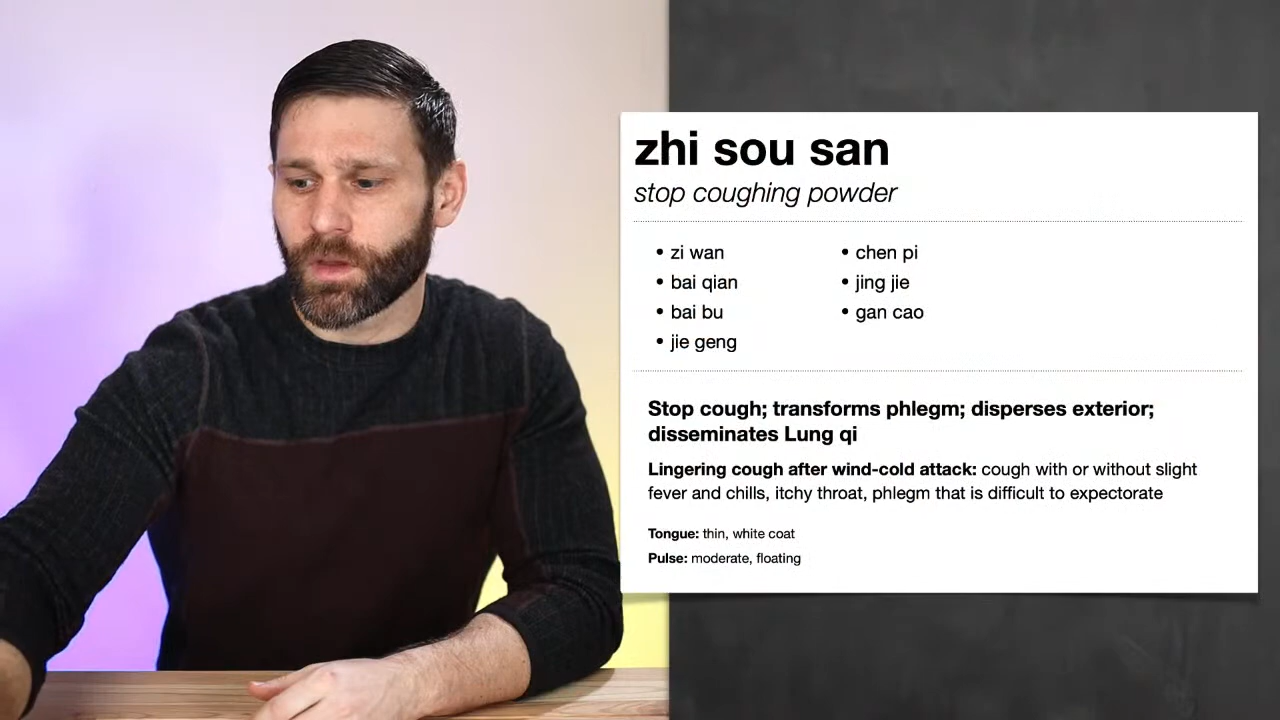 zhi sou san
stop coughing powder
• zi wan
• bai qian
• bai bu
• jie geng
• chen pi
• jing jie
• gan cao
Stop cough; transforms phlegm; disperses exterior;
disseminates Lung qi
Lingering cough after wind-cold attack: cough with or without slight
fever and chills, itchy throat, phlegm that is difficult to expectorate
Tongue: thin, white coat
Pulse: moderate, floating